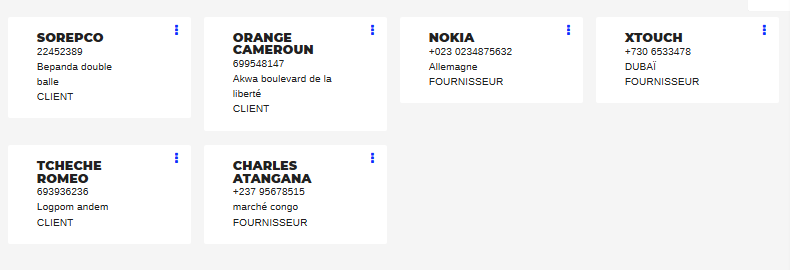 SOREPCO
22452389
Bepanda double
balle
CLIENT
ORANGE
CAMEROUN
699548147
Akwa boulevard de la
liberté
CLIENT
NOKIA
+023 0234875632
Allemagne
FOURNISSEUR
XTOUCH
+730 6533478
DUBAÏ
FOURNISSEUR
TCHECHE
ROMEO
693936236
Logpom andem
CLIENT
CHARLES
ATANGANA
+237 95678515
marché congo
FOURNISSEUR